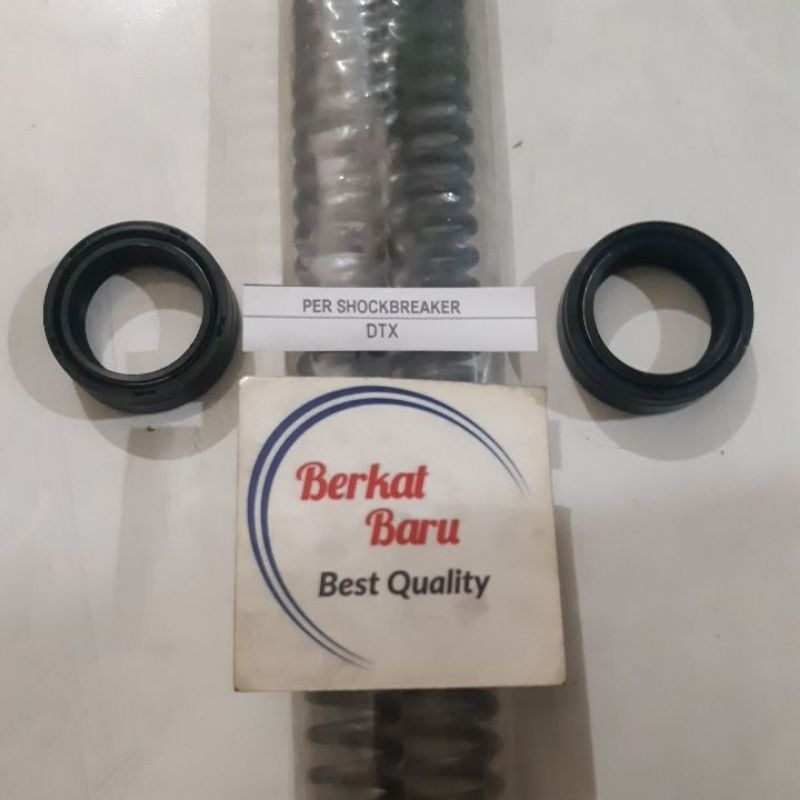 PER SHOCKBREAKER
DTX
Berkat
Baru
Best Quality